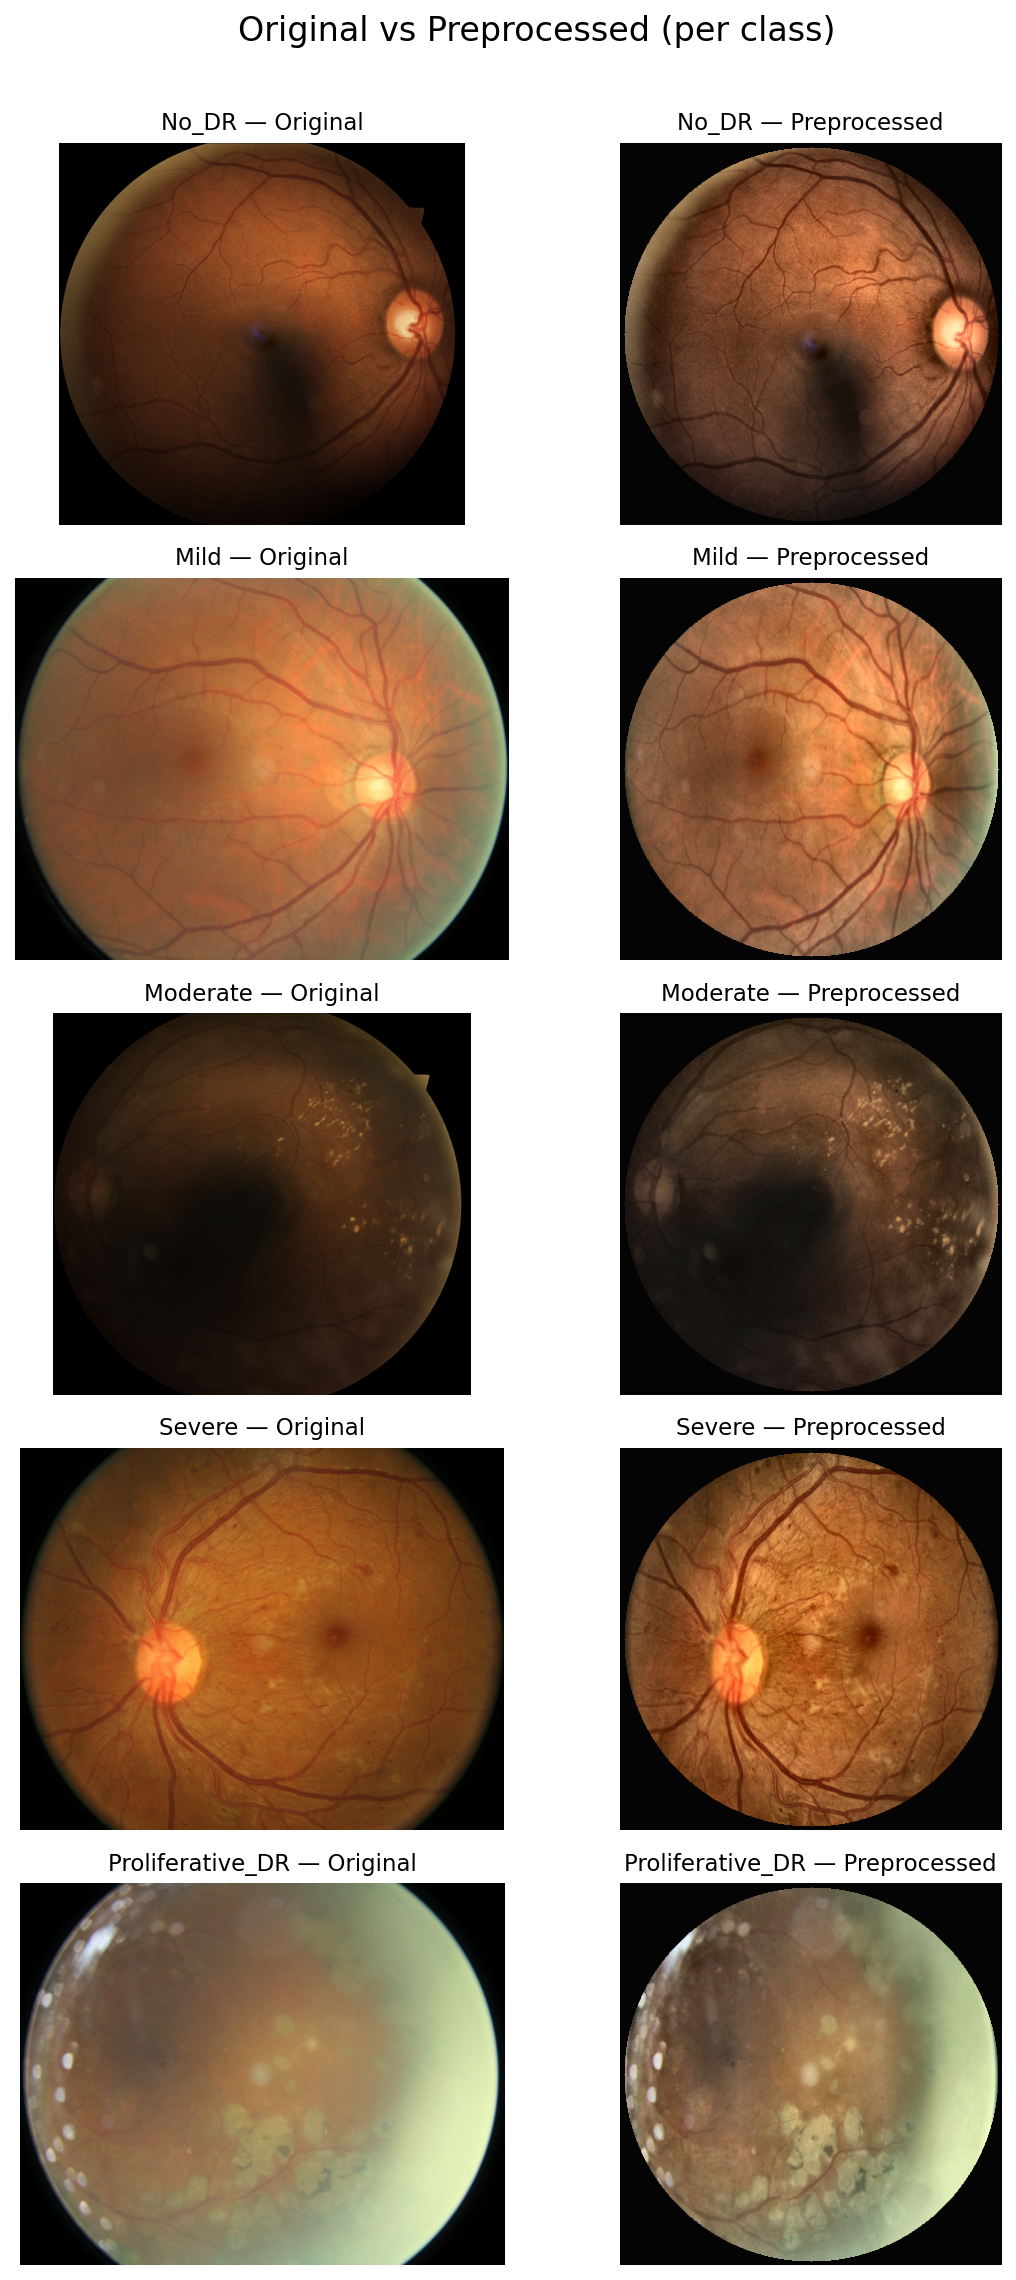 Original vs Preprocessed (per class)
No_DR — Original
No_DR — Preprocessed
Mild — Original
Mild — Preprocessed
Moderate — Original
Moderate — Preprocessed
Severe — Original
Severe — Preprocessed
Proliferative_DR — Original
Proliferative_DR — Preprocessed